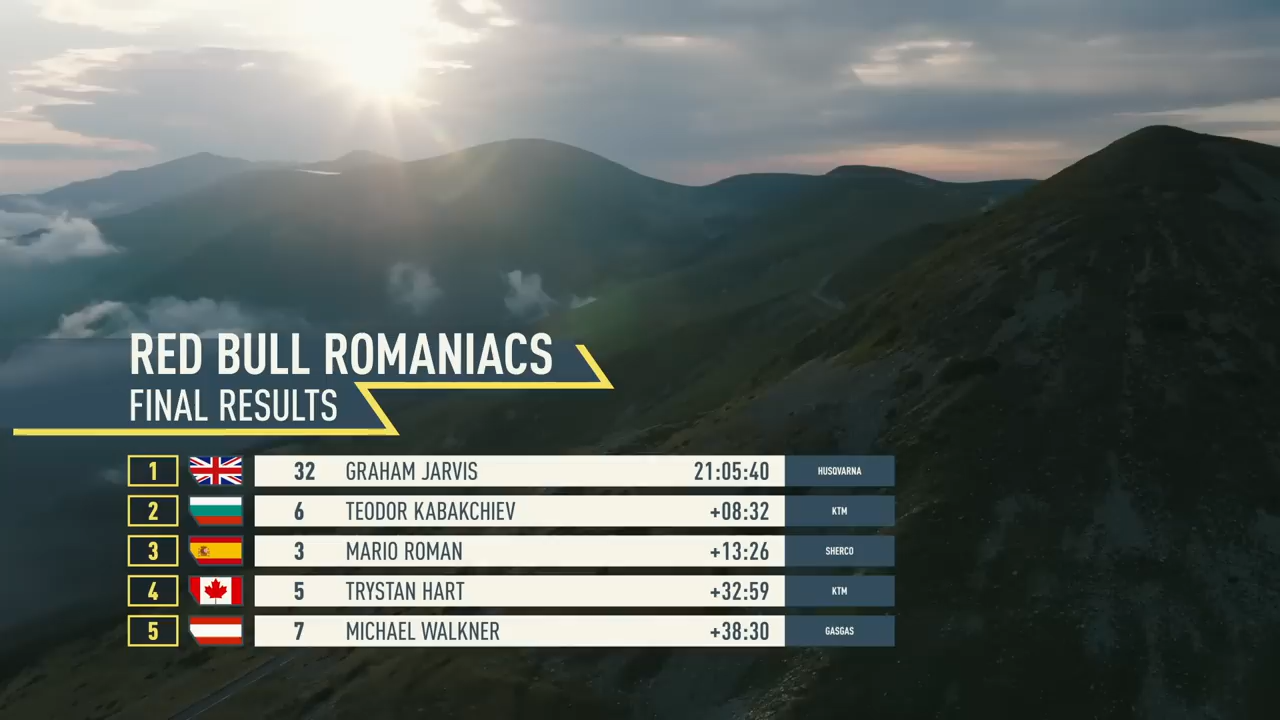 RED BULL ROMANIACS
FINAL RESULTS
1 32 GRAHAM JARVIS 21:05:40 HUSQVARNA
2 6 TEODOR KABAKCHIEV +08:32 KTM
3 3 MARIO ROMAN +13:26 SHERCO
4 5 TRYSTAN HART +32:59 KTM
5 7 MICHAEL WALKNER +38:30 GASGAS